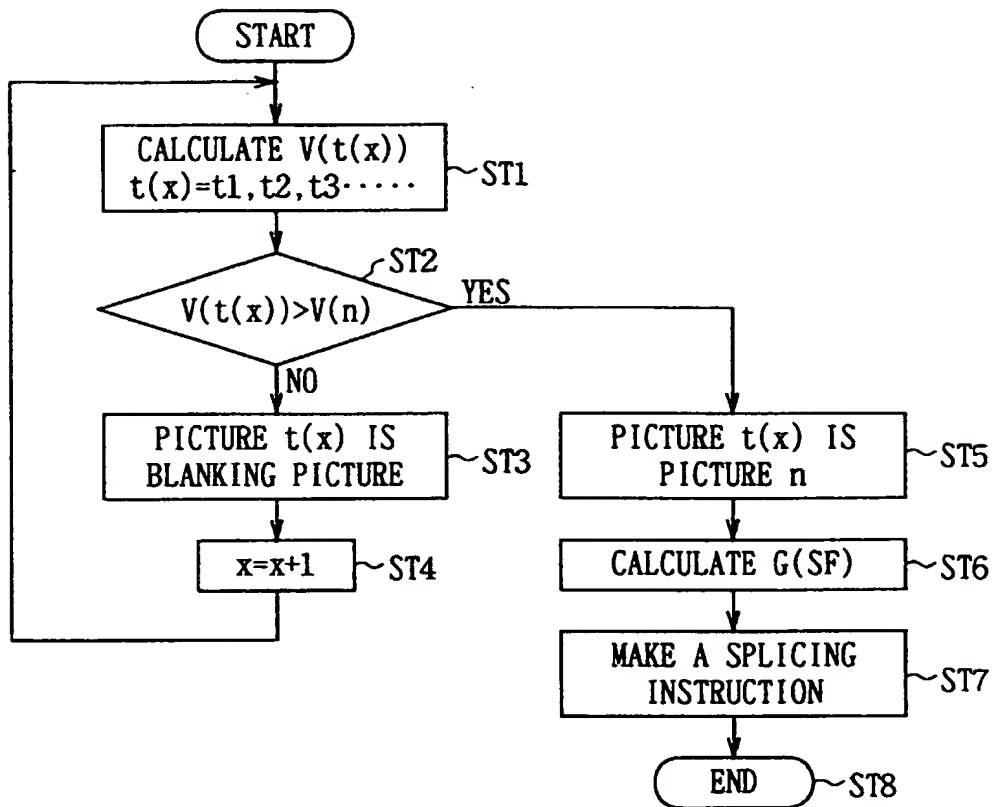 START
CALCULATE V(t(x))
t(x)=t1,t2,t3·····
ST1
ST2
V(t(x))>V(n)
YES
NO
PICTURE t(x) IS
BLANKING PICTURE
ST3
x=x+1
ST4
PICTURE t(x) IS
PICTURE n
ST5
CALCULATE G(SF)
ST6
MAKE A SPLICING
INSTRUCTION
ST7
END
ST8